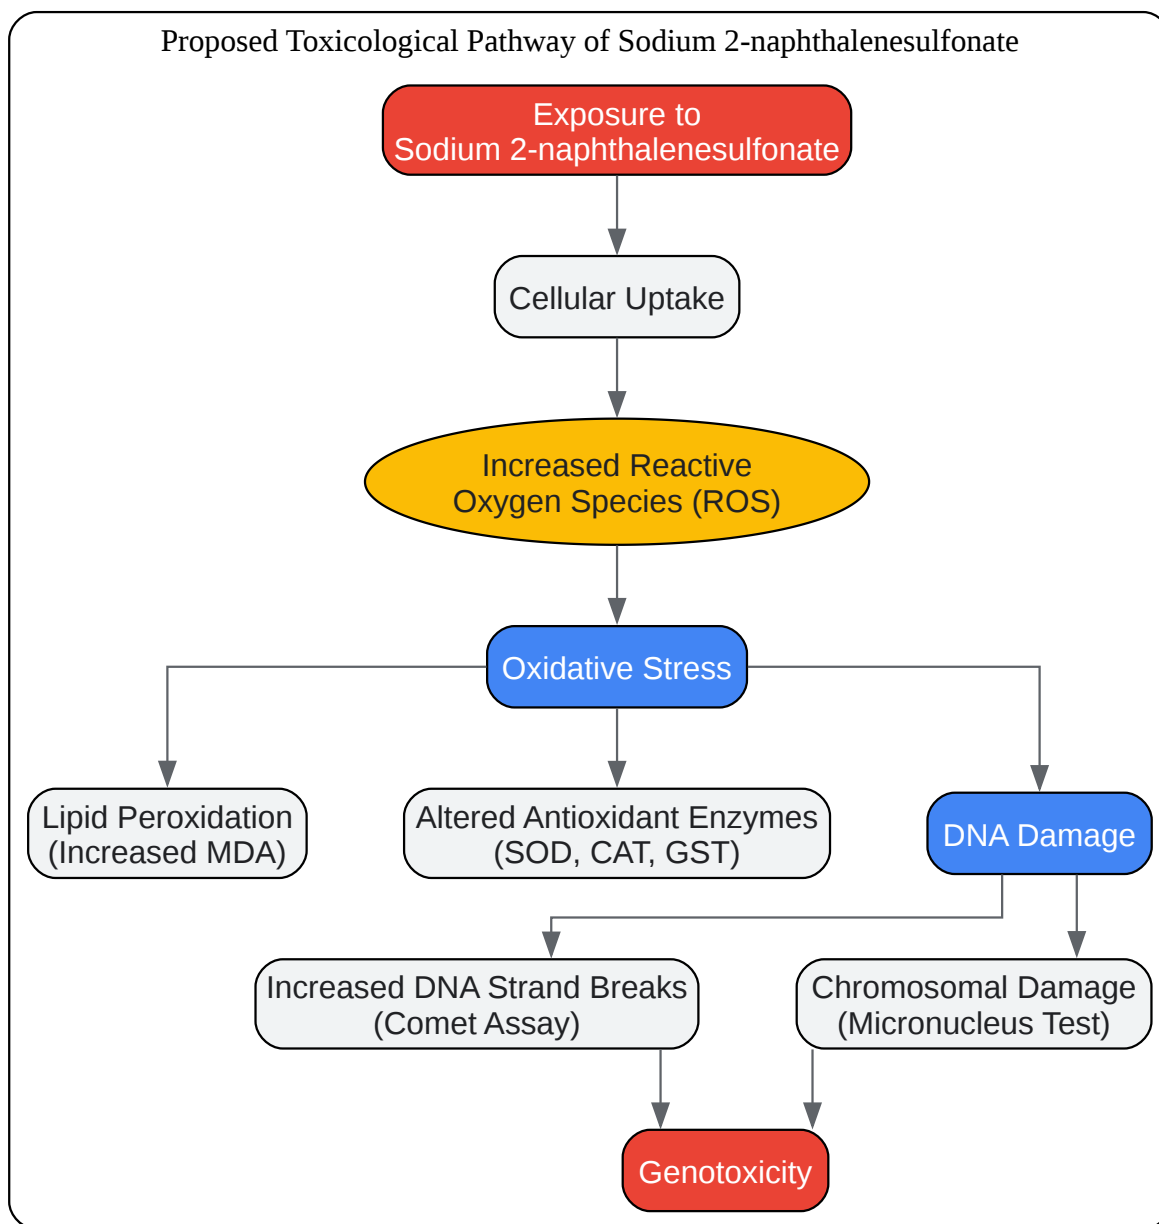 Proposed Toxicological Pathway of Sodium 2-naphthalenesulfonate
Exposure to
Sodium 2-naphthalenesulfonate
Cellular Uptake
Increased Reactive
Oxygen Species (ROS)
Oxidative Stress
Lipid Peroxidation
(Increased MDA)
Altered Antioxidant Enzymes
(SOD, CAT, GST)
DNA Damage
Increased DNA Strand Breaks
(Comet Assay)
Chromosomal Damage
(Micronucleus Test)
Genotoxicity